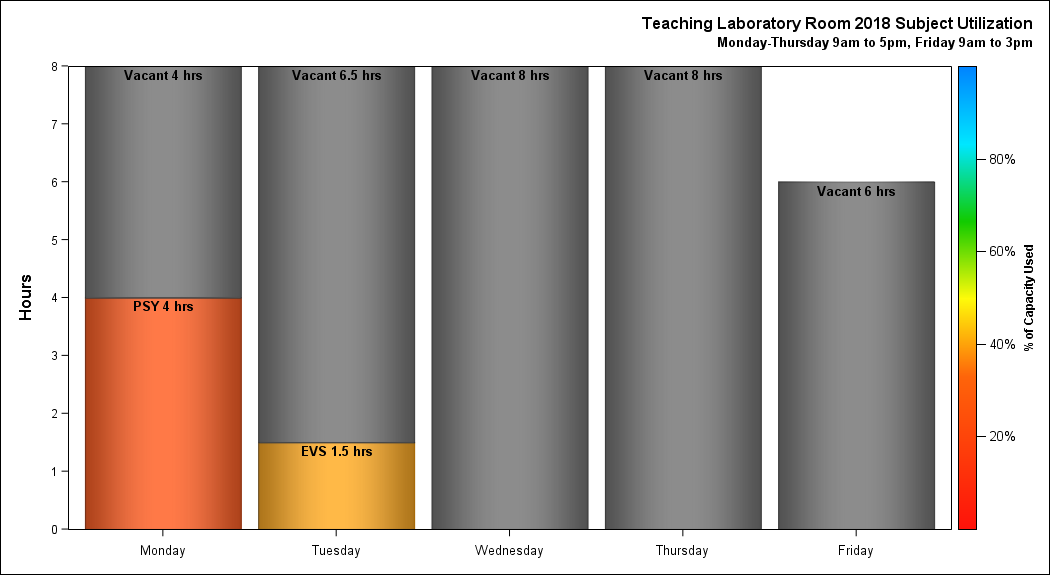 Teaching Laboratory Room 2018 Subject Utilization
Monday-Thursday 9am to 5pm, Friday 9am to 3pm
Hours
8
7
6
5
4
3
2
1
0
Vacant 4 hrs
PSY 4 hrs
Vacant 6.5 hrs
EVS 1.5 hrs
Vacant 8 hrs
Vacant 8 hrs
Vacant 6 hrs
Monday
Tuesday
Wednesday
Thursday
Friday
80%
60%
40%
20%
% of Capacity Used